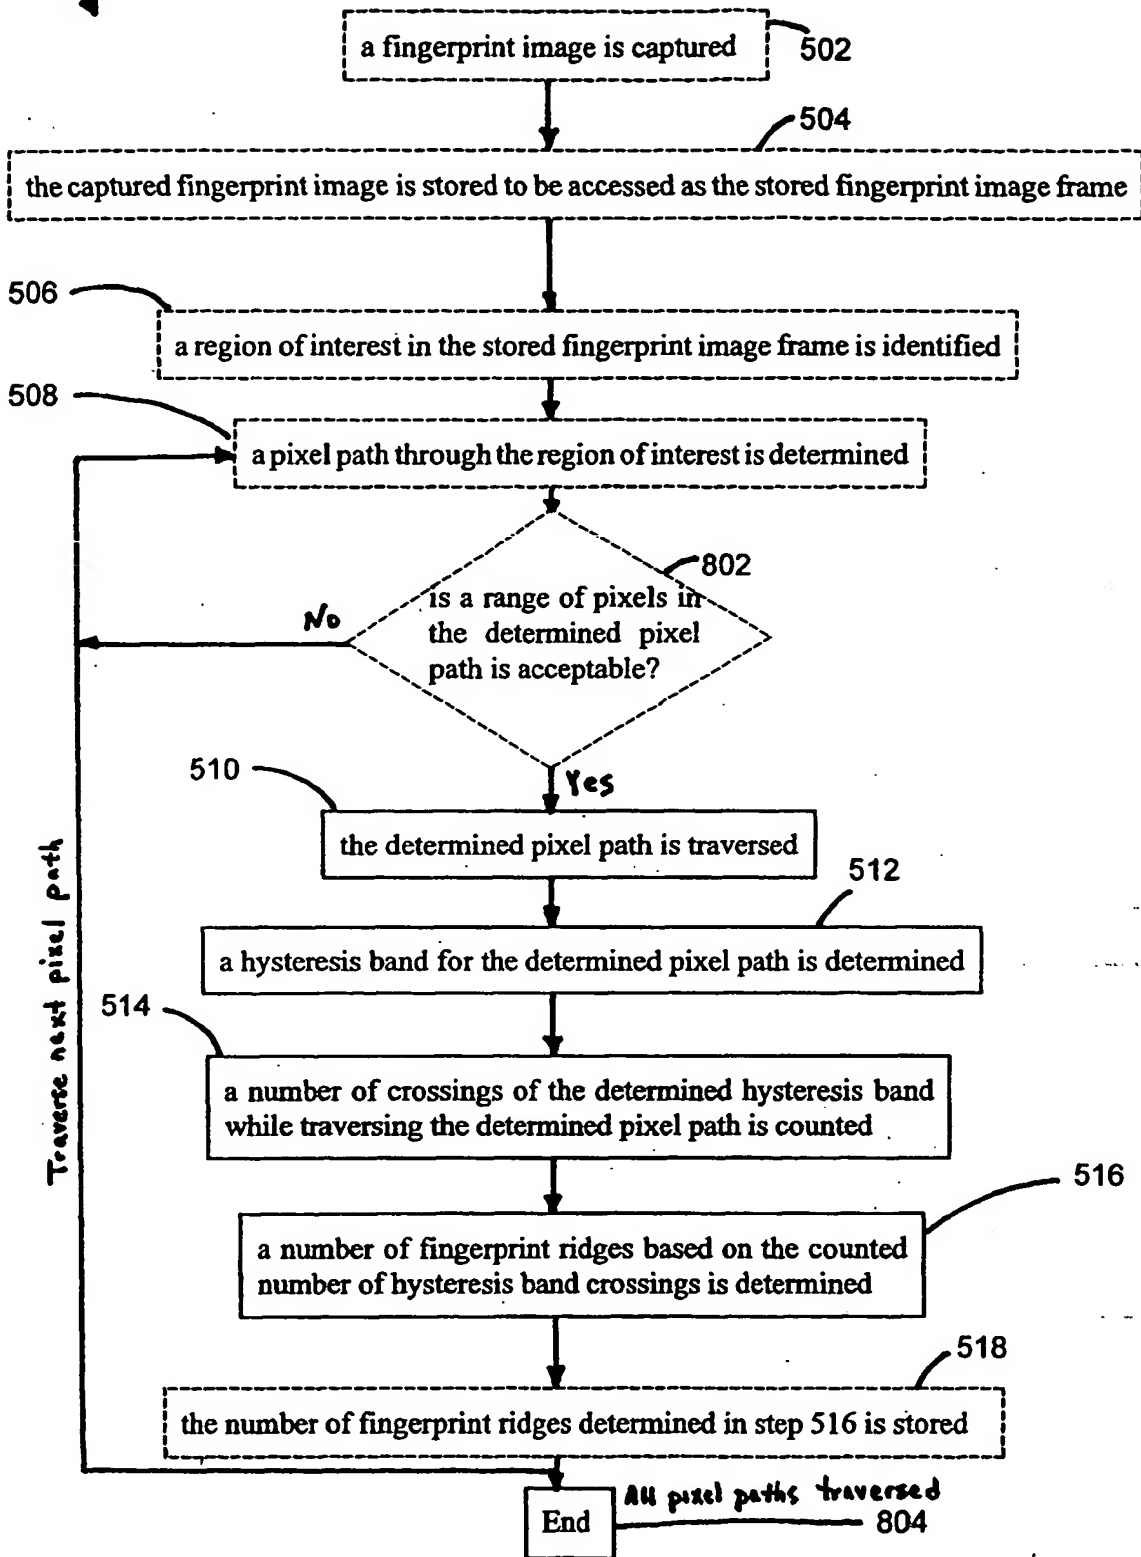 a fingerprint image is captured
502
504
the captured fingerprint image is stored to be accessed as the stored fingerprint image frame
506
a region of interest in the stored fingerprint image frame is identified
508
a pixel path through the region of interest is determined
802
is a range of pixels in
the determined pixel
path is acceptable?
No
Yes
510
the determined pixel path is traversed
512
a hysteresis band for the determined pixel path is determined
514
a number of crossings of the determined hysteresis band
while traversing the determined pixel path is counted
516
a number of fingerprint ridges based on the counted
number of hysteresis band crossings is determined
518
the number of fingerprint ridges determined in step 516 is stored
Traverse next pixel path
All pixel paths traversed
End
804